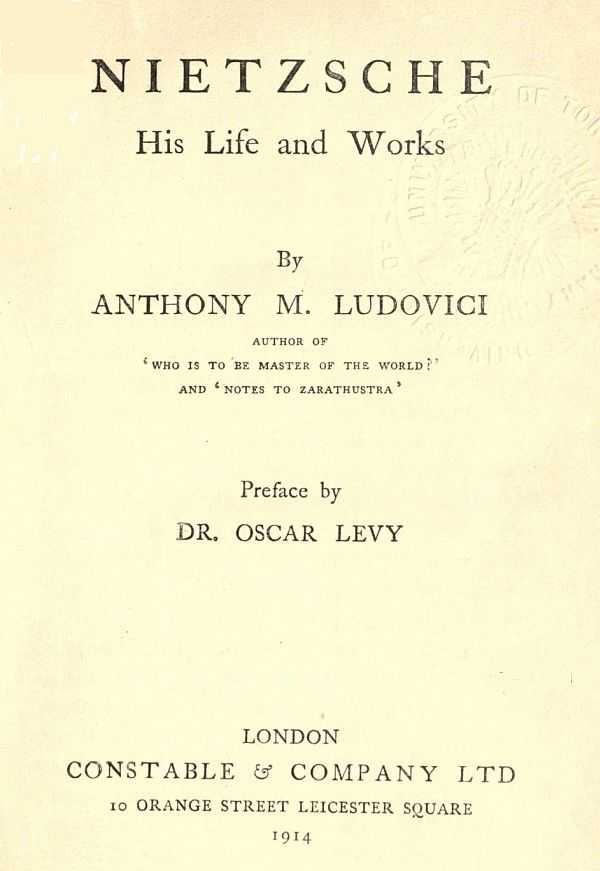 NIETZSCHE
His Life and Works
By
ANTHONY M. LUDOVICI
AUTHOR OF
‘WHO IS TO BE MASTER OF THE WORLD?’
AND ‘NOTES TO ZARATHUSTRA’
Preface by
DR. OSCAR LEVY
LONDON
CONSTABLE & COMPANY LTD
10 ORANGE STREET LEICESTER SQUARE
1914